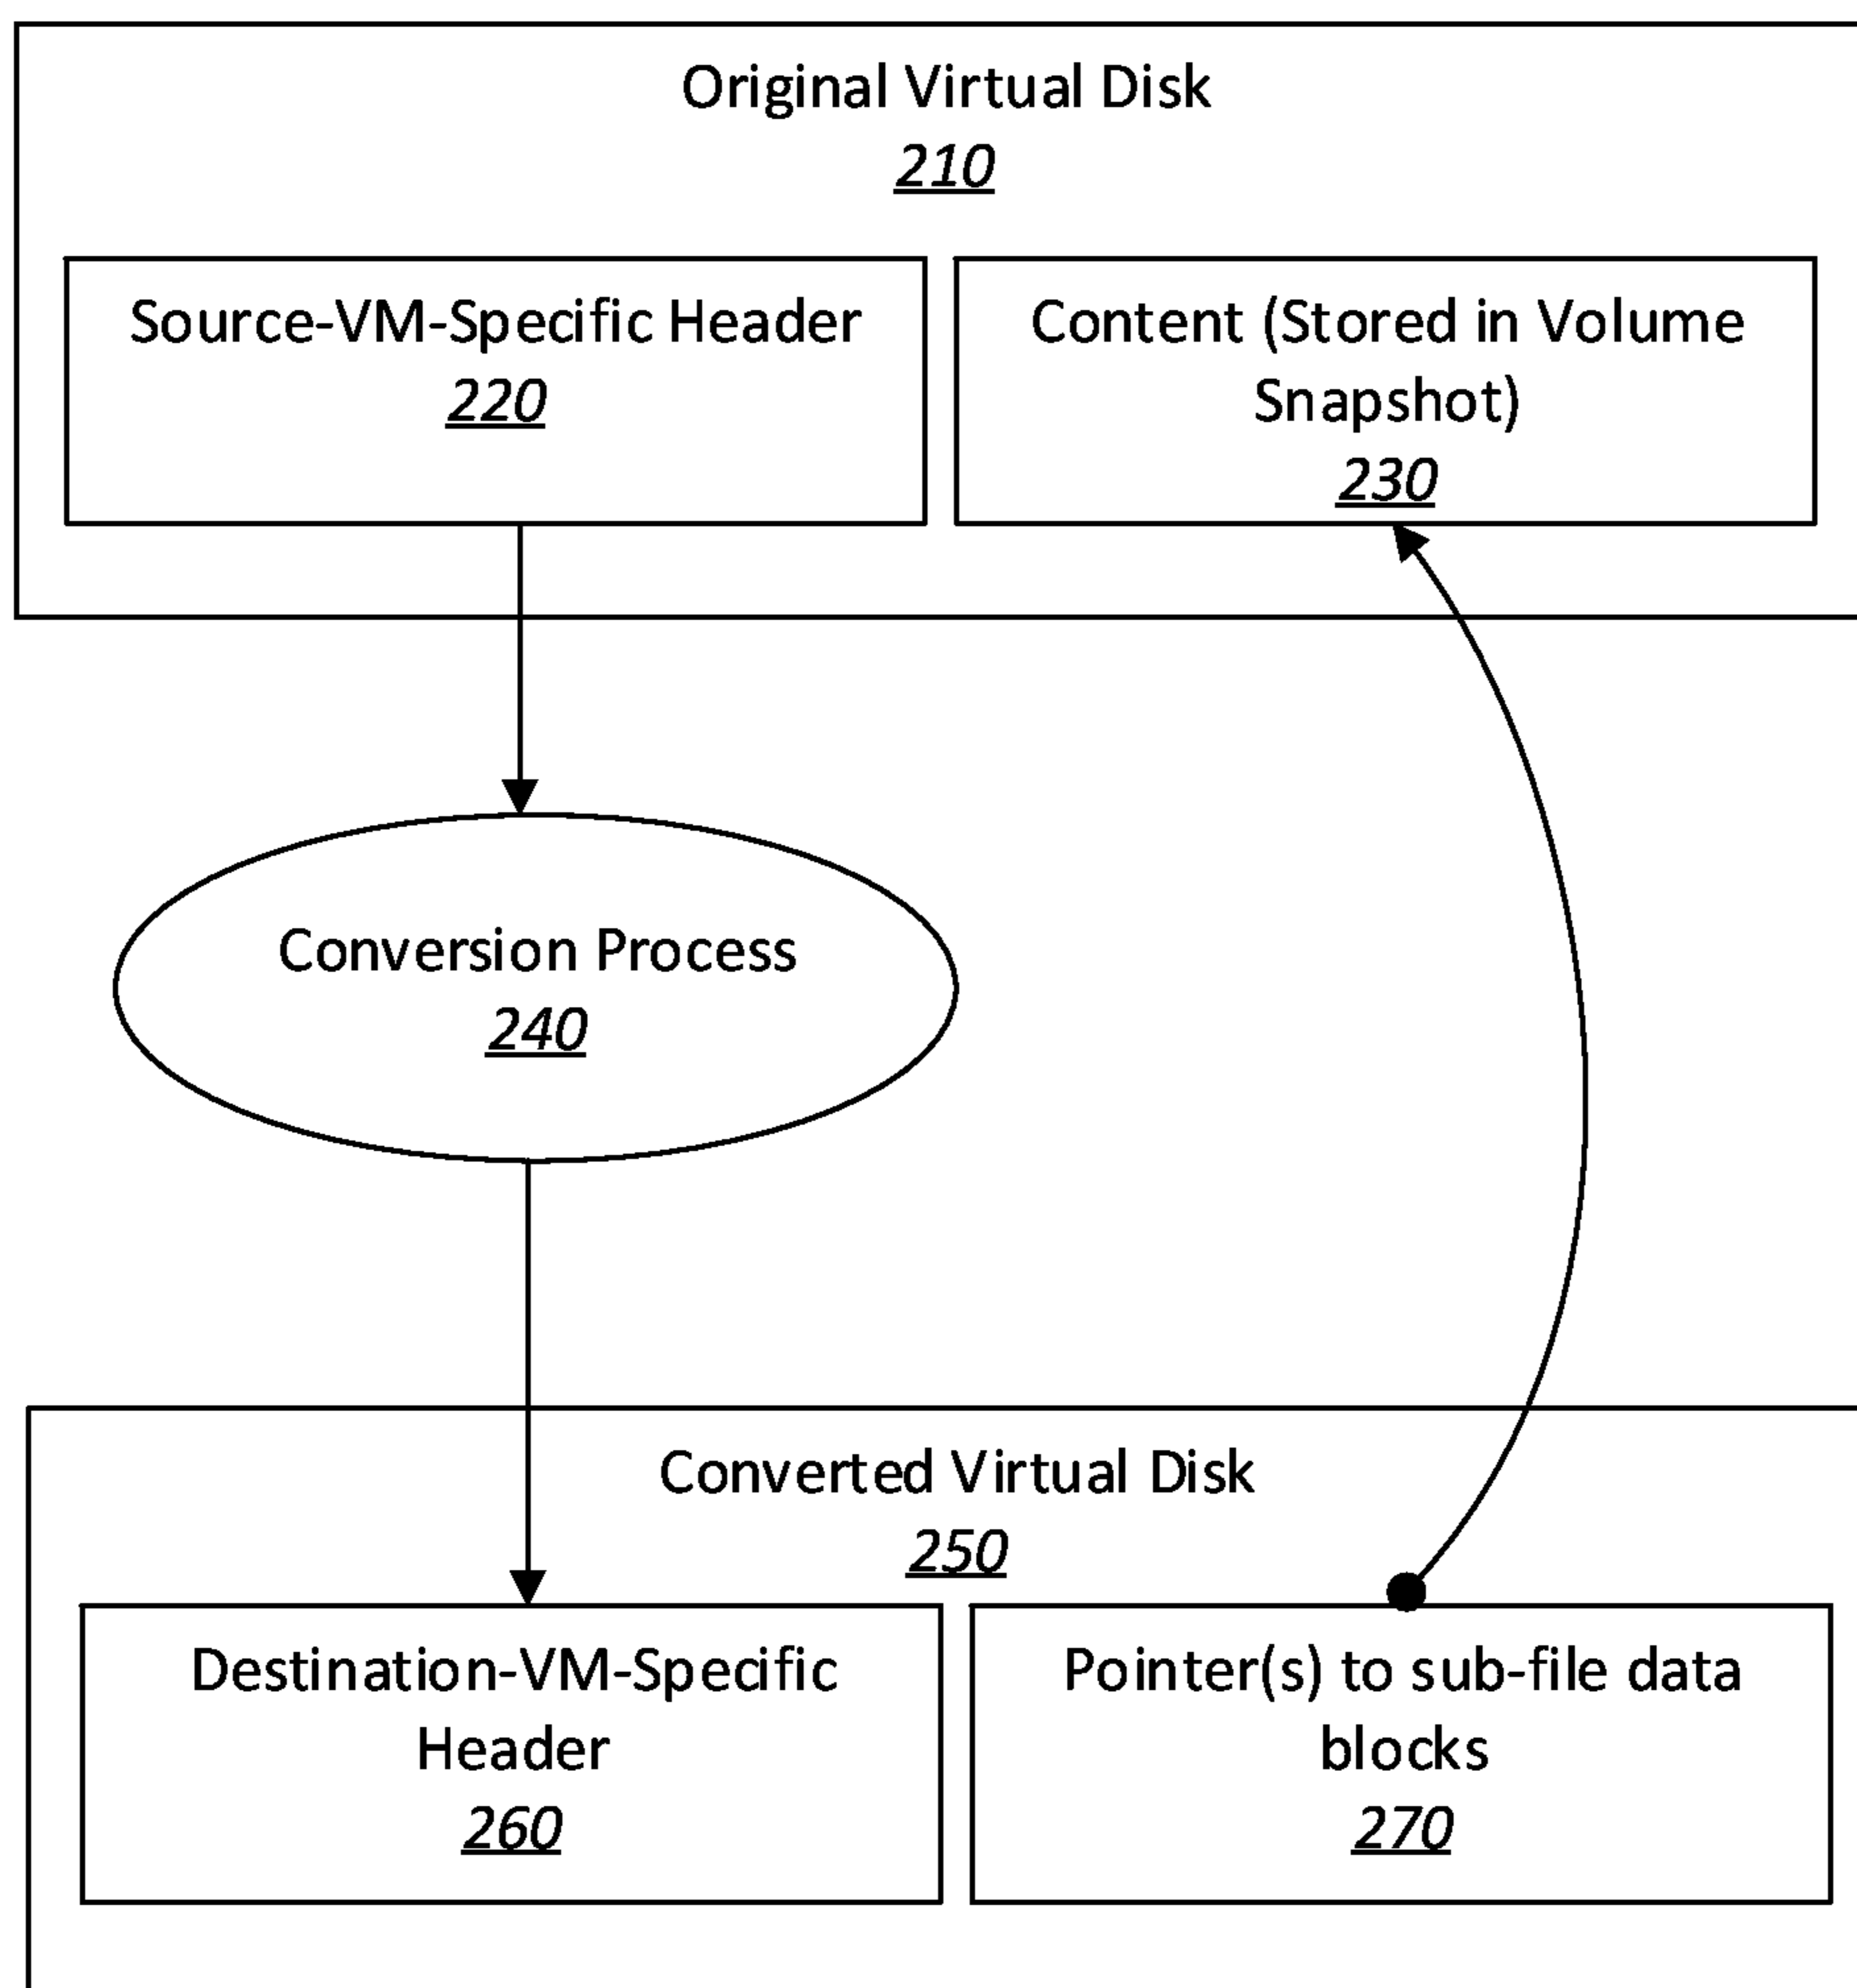 Original Virtual Disk
210
Source-VM-Specific Header
220
Content (Stored in Volume
Snapshot)
230
Conversion Process
240
Converted Virtual Disk
250
Destination-VM-Specific
Header
260
Pointer(s) to sub-file data
blocks
270